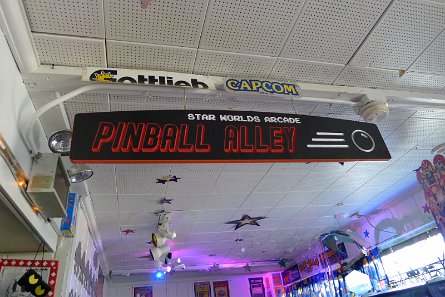 Gottlieb CAPCOM
STAR WORLDS ARCADE
PINBALL ALLEY